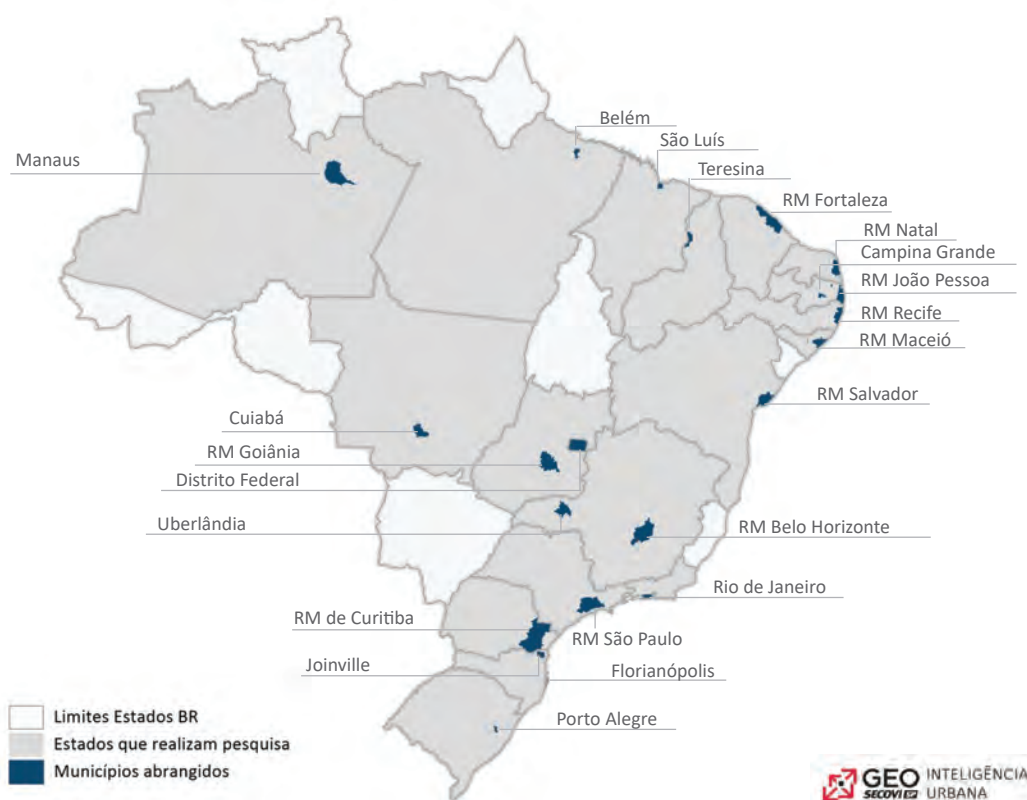 Belém
São Luís
Manaus
Teresina
RM Fortaleza
RM Natal
Campina Grande
RM João Pessoa
RM Recife
RM Maceió
RM Salvador
Cuiabá
RM Goiânia
Distrito Federal
Uberlândia
RM Belo Horizonte
Rio de Janeiro
RM de Curitiba
RM São Paulo
Joinville
Florianópolis
Porto Alegre
Limites Estados BR
Estados que realizam pesquisa
Municípios abrangidos
GEO INTELIGÊNCIA
SECOVI URBANA